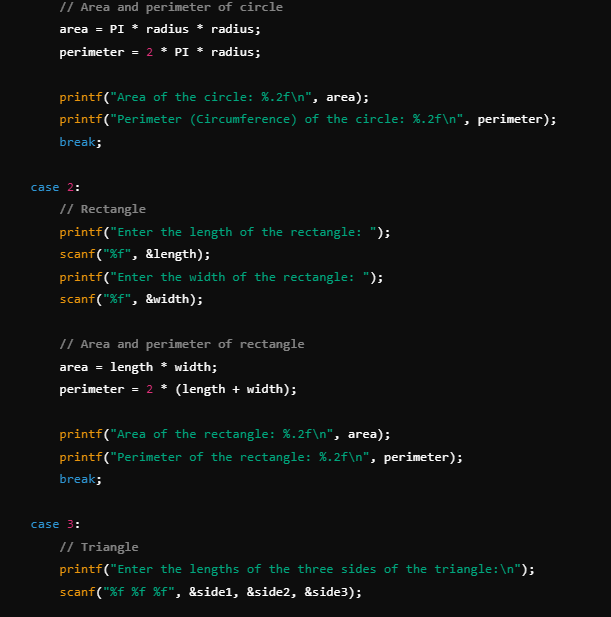 // Area and perimeter of circle
area = PI * radius * radius;
perimeter = 2 * PI * radius;
printf("Area of the circle: %.2f\n", area);
printf("Perimeter (Circumference) of the circle: %.2f\n", perimeter);
break;
case 2:
// Rectangle
printf("Enter the length of the rectangle: ");
scanf("%f", &length);
printf("Enter the width of the rectangle: ");
scanf("%f", &width);
// Area and perimeter of rectangle
area = length * width;
perimeter = 2 * (length + width);
printf("Area of the rectangle: %.2f\n", area);
printf("Perimeter of the rectangle: %.2f\n", perimeter);
break;
case 3:
// Triangle
printf("Enter the lengths of the three sides of the triangle:\n");
scanf("%f %f %f", &side1, &side2, &side3);